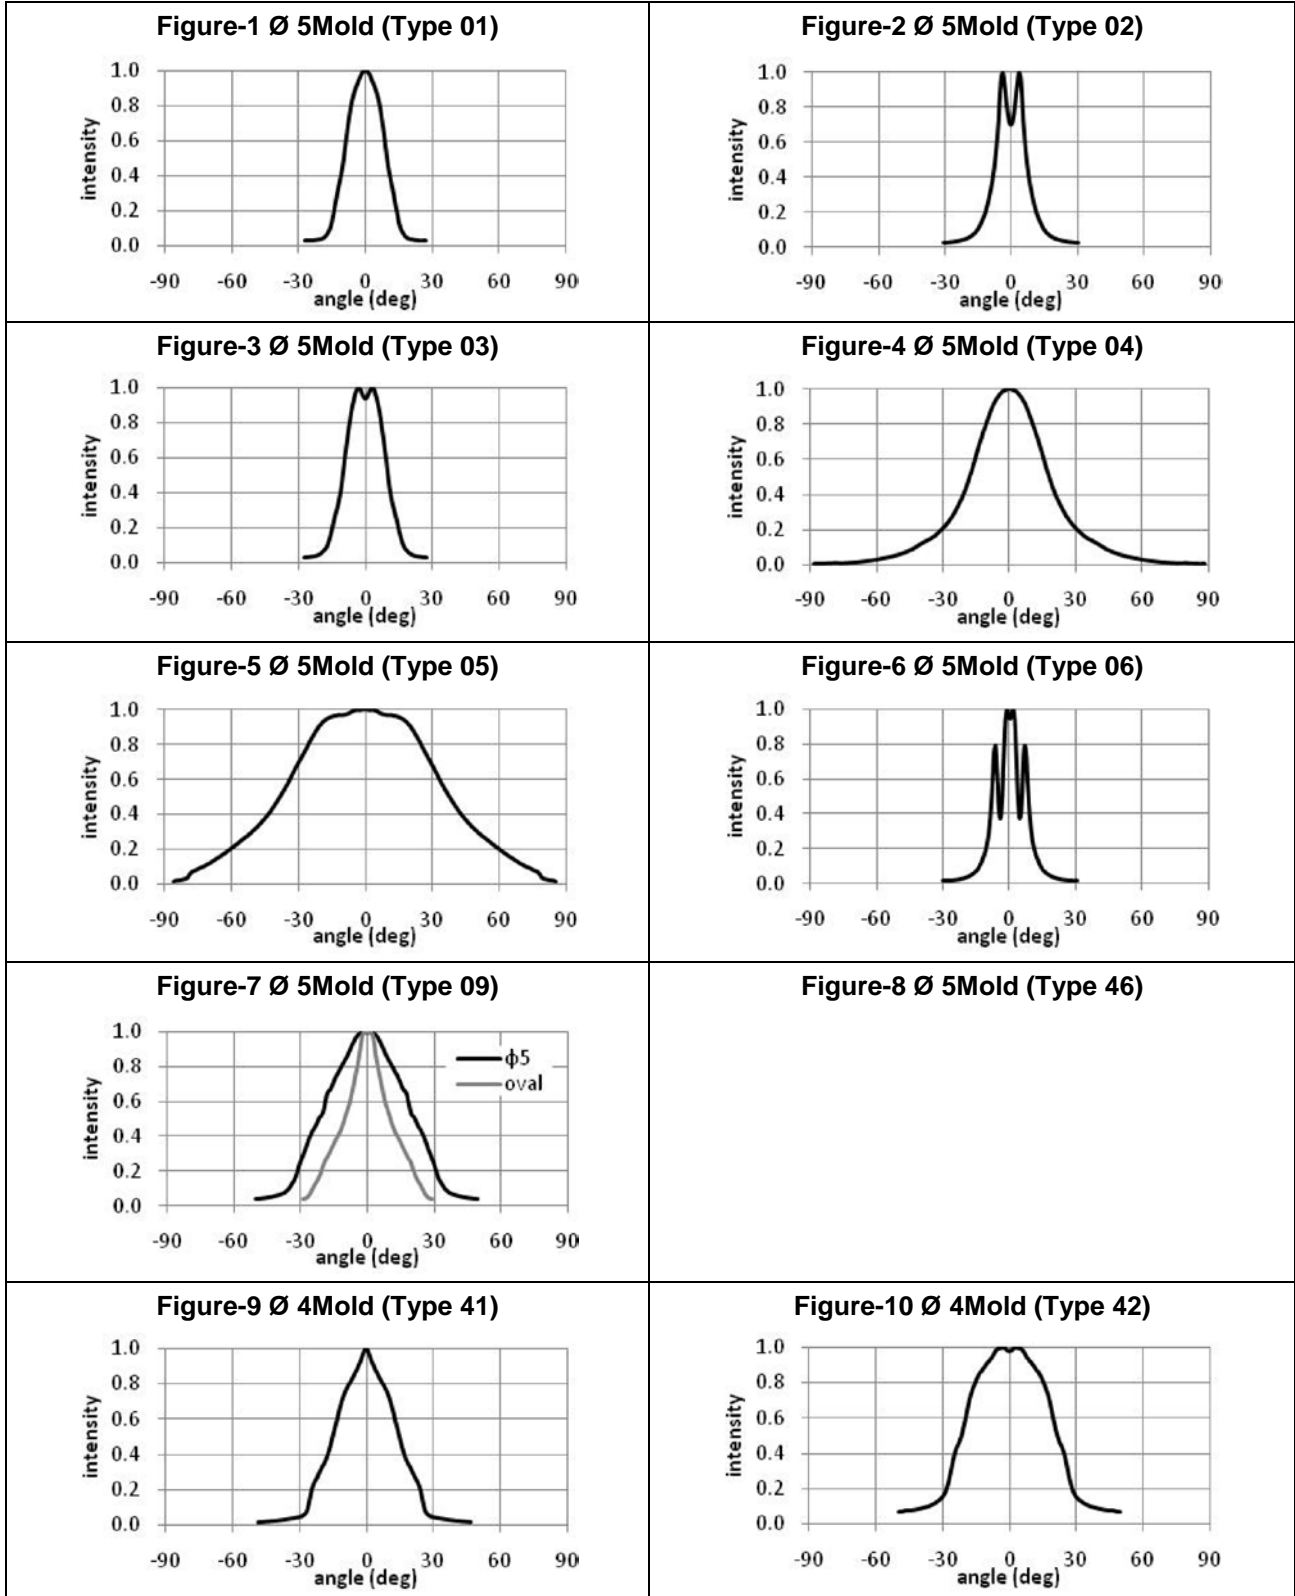 Figure-1 Ø 5Mold (Type 01)
1.0
0.8
0.6
0.4
0.2
0.0
intensity
-90 -60 -30 0 30 60 90
angle (deg)
Figure-2 Ø 5Mold (Type 02)
1.0
0.8
0.6
0.4
0.2
0.0
intensity
-90 -60 -30 0 30 60 90
angle (deg)
Figure-3 Ø 5Mold (Type 03)
1.0
0.8
0.6
0.4
0.2
0.0
intensity
-90 -60 -30 0 30 60 90
angle (deg)
Figure-4 Ø 5Mold (Type 04)
1.0
0.8
0.6
0.4
0.2
0.0
intensity
-90 -60 -30 0 30 60 90
angle (deg)
Figure-5 Ø 5Mold (Type 05)
1.0
0.8
0.6
0.4
0.2
0.0
intensity
-90 -60 -30 0 30 60 90
angle (deg)
Figure-6 Ø 5Mold (Type 06)
1.0
0.8
0.6
0.4
0.2
0.0
intensity
-90 -60 -30 0 30 60 90
angle (deg)
Figure-7 Ø 5Mold (Type 09)
1.0
0.8
0.6
0.4
0.2
0.0
intensity
ϕ5
oval
-90 -60 -30 0 30 60 90
angle (deg)
Figure-8 Ø 5Mold (Type 46)
Figure-9 Ø 4Mold (Type 41)
1.0
0.8
0.6
0.4
0.2
0.0
intensity
-90 -60 -30 0 30 60 90
angle (deg)
Figure-10 Ø 4Mold (Type 42)
1.0
0.8
0.6
0.4
0.2
0.0
intensity
-90 -60 -30 0 30 60 90
angle (deg)